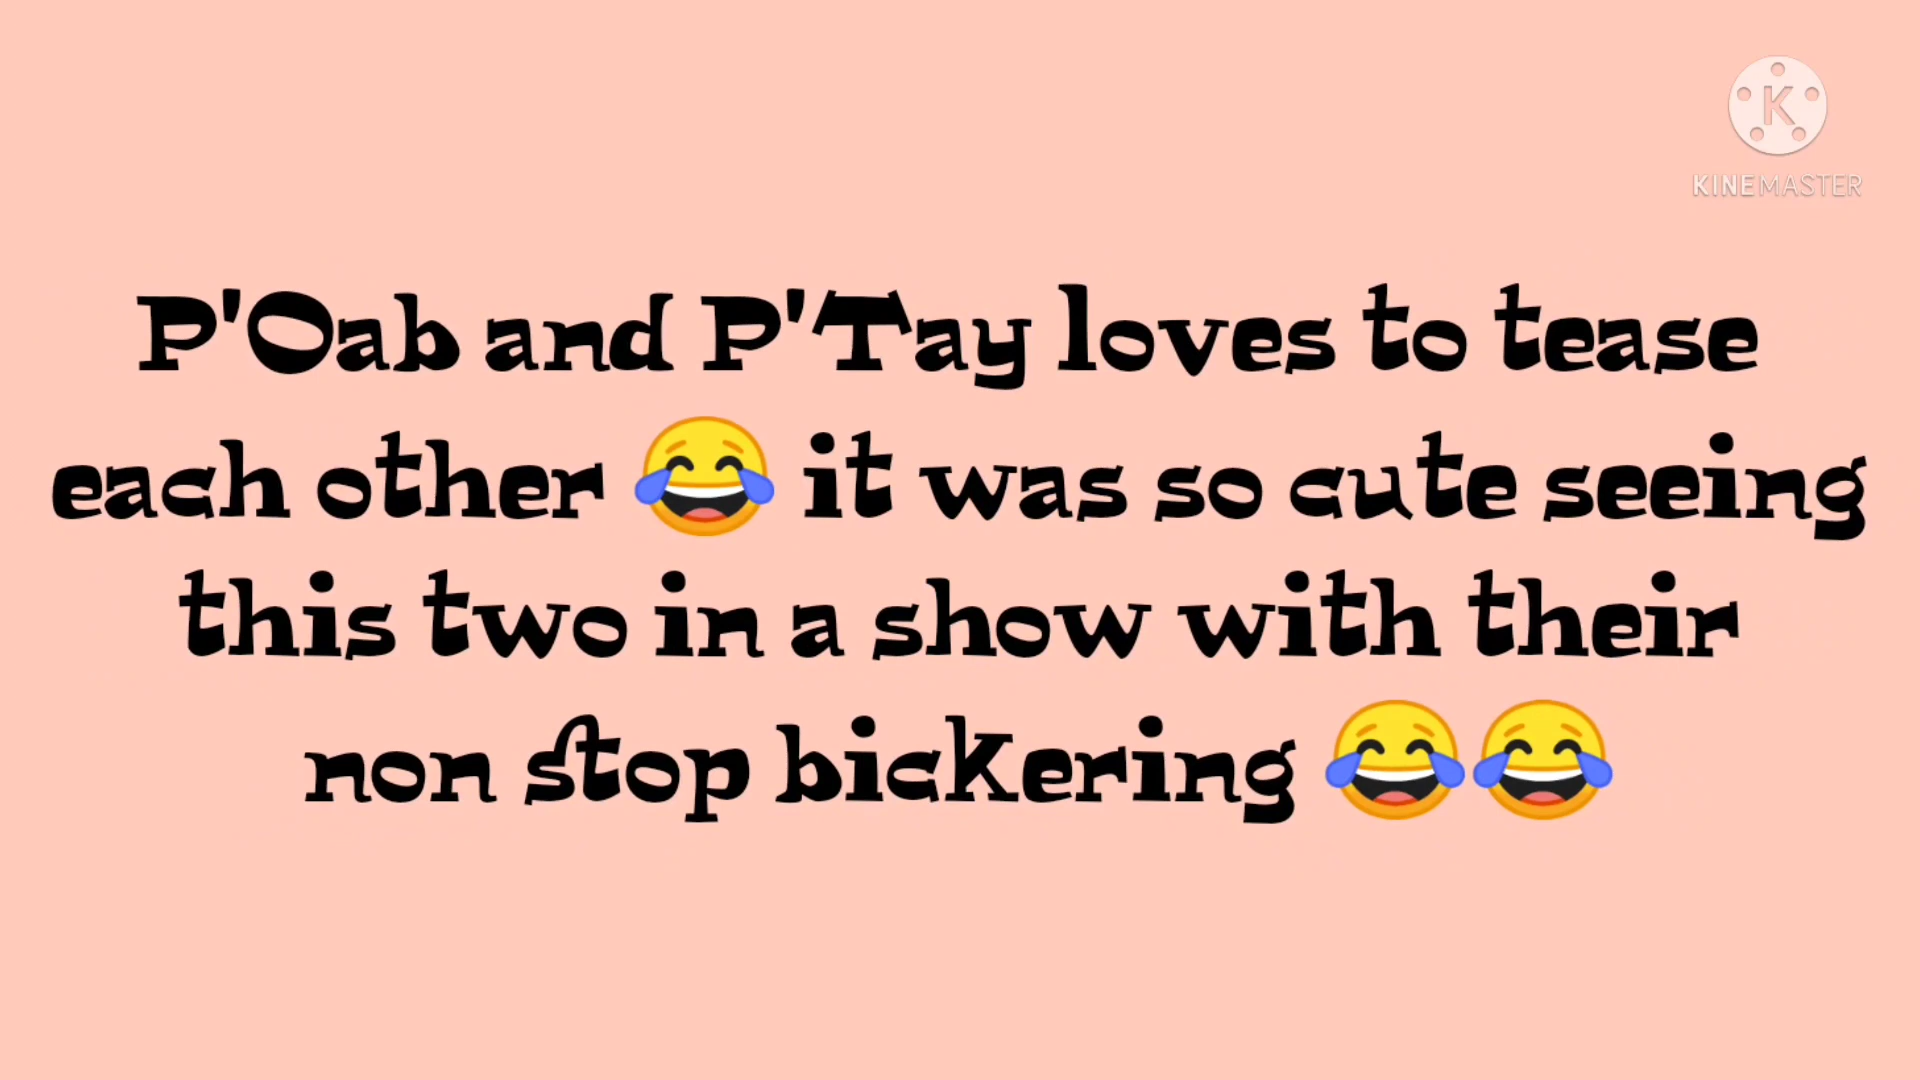 KINEMASTER
P'Oab and P'Tay loves to tease
each other 😂 it was so cute seeing
this two in a show with their
non stop bickering 😂😂